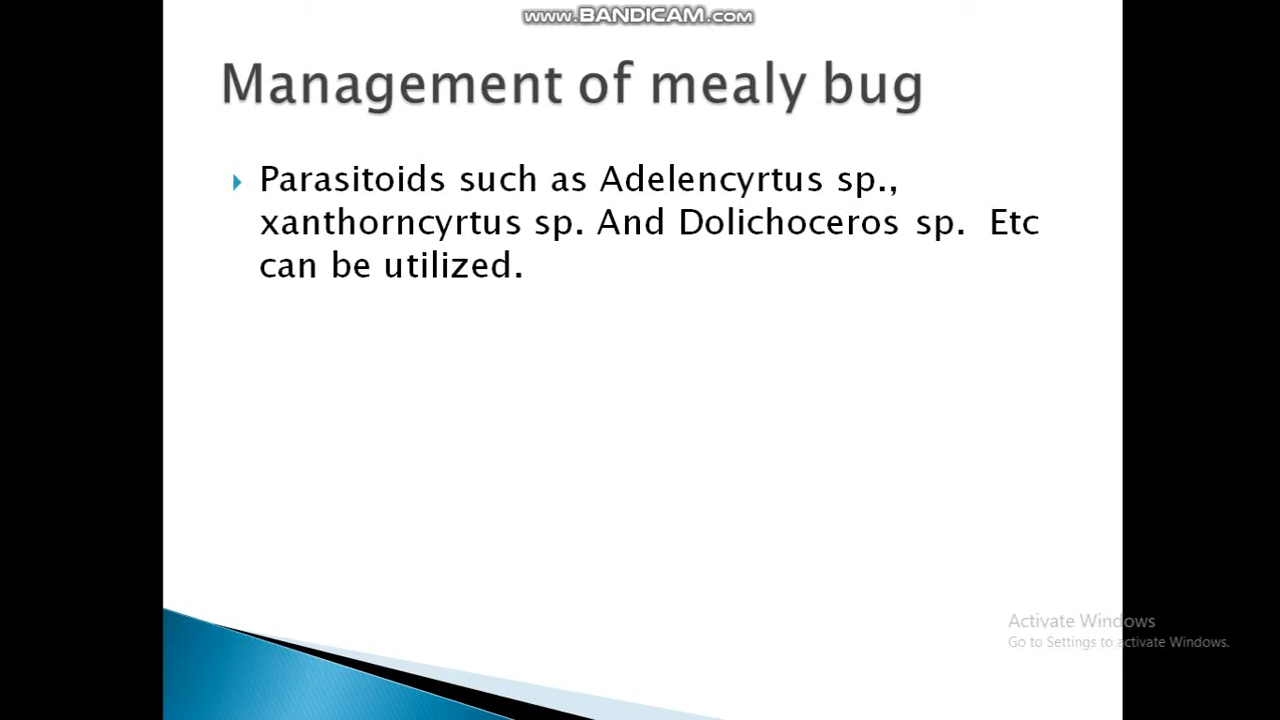 www.BANDICAM.com
Management of mealy bug
Parasitoids such as Adelencyrtus sp.,
xanthorncyrtus sp. And Dolichoceros sp. Etc
can be utilized.
Activate Windows
Go to Settings to activate Windows.